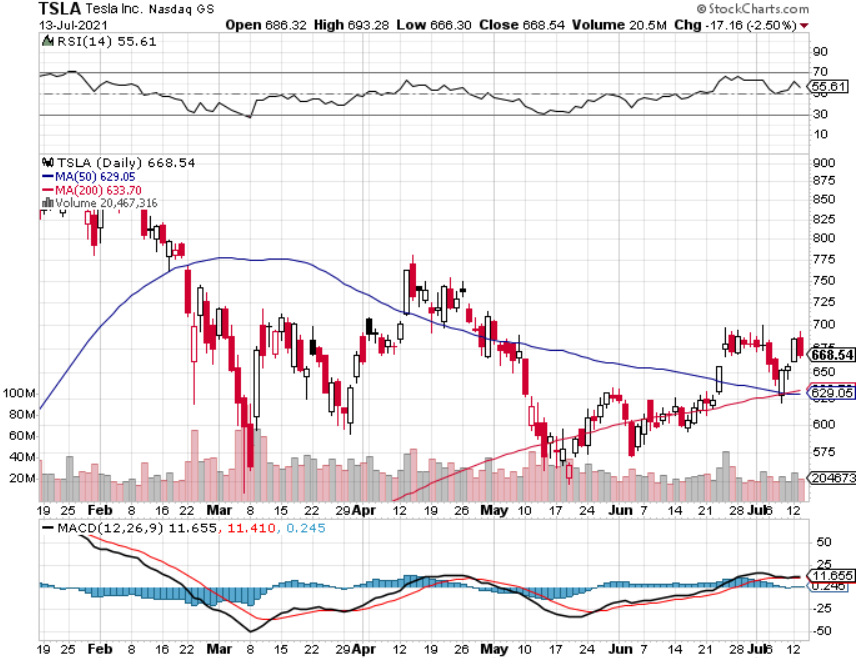 TSLA Tesla Inc. Nasdaq GS
© StockCharts.com
13-Jul-2021
Open 686.32 High 693.28 Low 666.30 Close 668.54 Volume 20.5M Chg -17.16 (-2.50%)
RSI(14) 55.61
90
70
55.61
30
10
TSLA (Daily) 668.54
MA(50) 629.05
MA(200) 633.70
Volume 20,467,316
900
875
850
825
800
775
750
725
700
668.54
650
629.05
600
575
204673
100M
80M
60M
40M
20M
19 25 Feb 8 16 22 Mar 8 15 22 29 Apr 12 19 26 May 10 17 24 Jun 7 14 21 28 Jul 6 12
MACD(12,26,9) 11.655, 11.410, 0.245
50
25
11.655
0.245
-25
-50
19 25 Feb 8 16 22 Mar 8 15 22 29 Apr 12 19 26 May 10 17 24 Jun 7 14 21 28 Jul 6 12